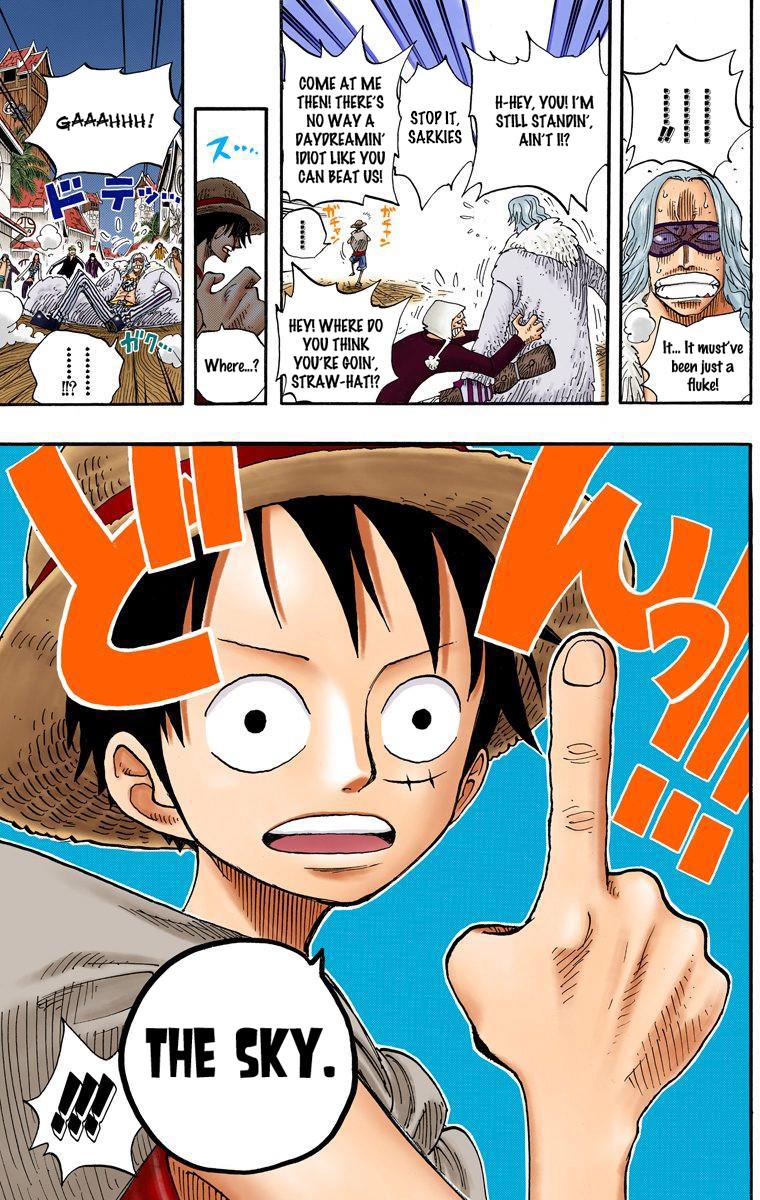 !!
It... It must've
been just a
fluke!
H-HEY, YOU! I'M
STILL STANDIN',
AIN'T I!?
STOP IT,
SARKIES
COME AT ME
THEN! THERE'S
NO WAY A
DAYDREAMIN'
IDIOT LIKE YOU
CAN BEAT US!
ガチャン
ガチャン
HEY! WHERE DO
YOU THINK
YOU'RE GOIN',
STRAW-HAT!?
ス...
Where...?
GAAAHHH!
ドテッ...
ガク...
!!?
どんっ!!!
THE SKY.
!!!